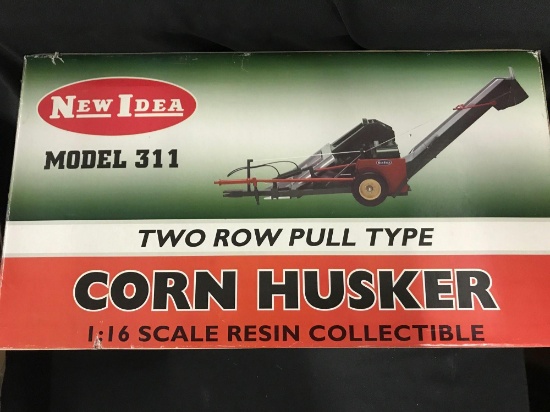 NEW IDEA
MODEL 311
TWO ROW PULL TYPE
CORN HUSKER
1:16 SCALE RESIN COLLECTIBLE